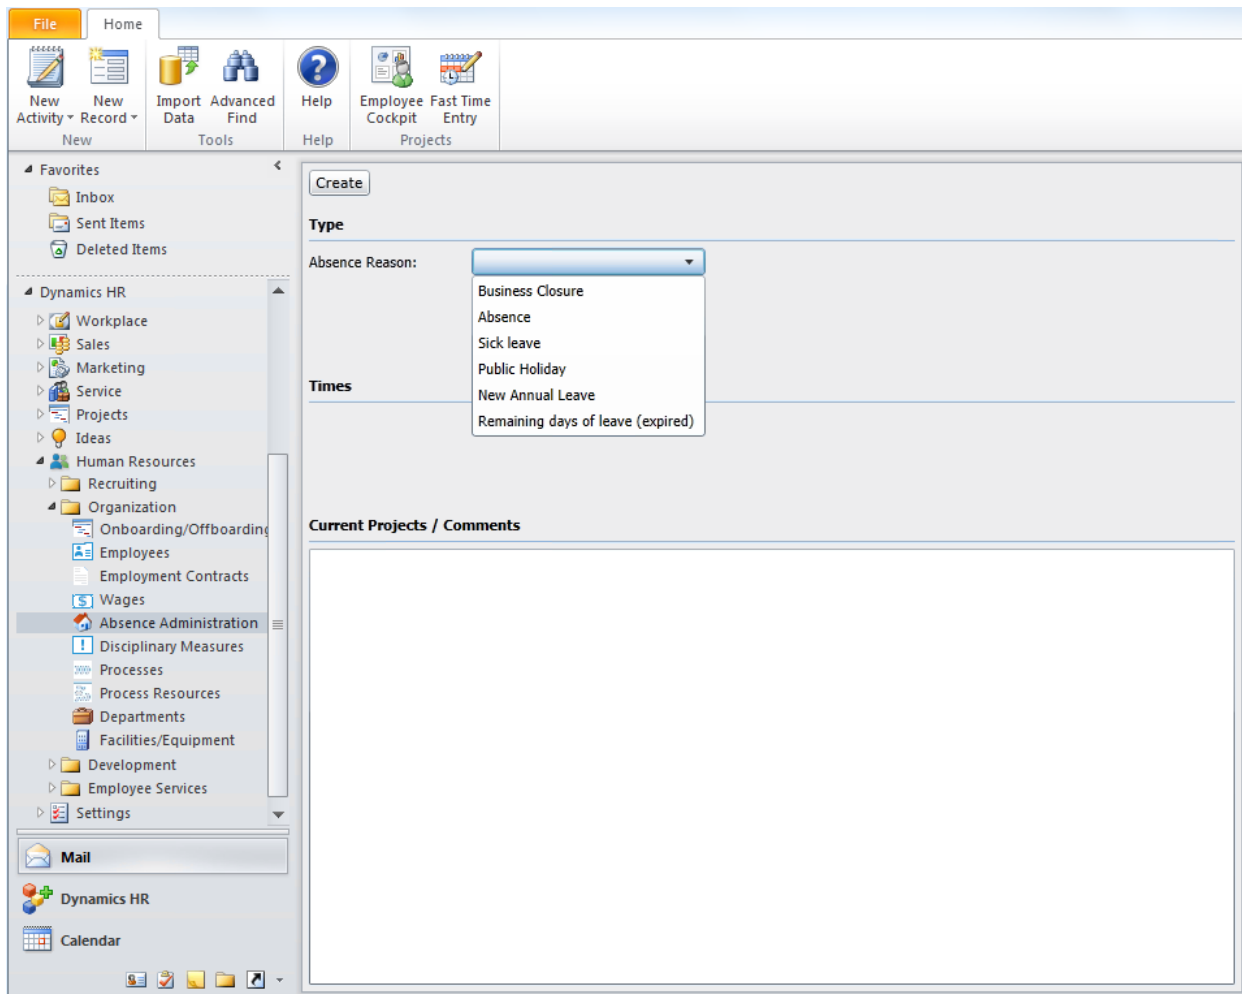 File
Home
New Activity
New Record
Import Data
Advanced Find
Help
Employee Cockpit
Fast Time Entry
New
Tools
Help
Projects
Favorites
Inbox
Sent Items
Deleted Items
Dynamics HR
Workplace
Sales
Marketing
Service
Projects
Ideas
Human Resources
Recruiting
Organization
Onboarding/Offboarding
Employees
Employment Contracts
Wages
Absence Administration
Disciplinary Measures
Processes
Process Resources
Departments
Facilities/Equipment
Development
Employee Services
Settings
Mail
Dynamics HR
Calendar
Create
Type
Absence Reason:
Business Closure
Absence
Sick leave
Public Holiday
New Annual Leave
Remaining days of leave (expired)
Times
Current Projects / Comments